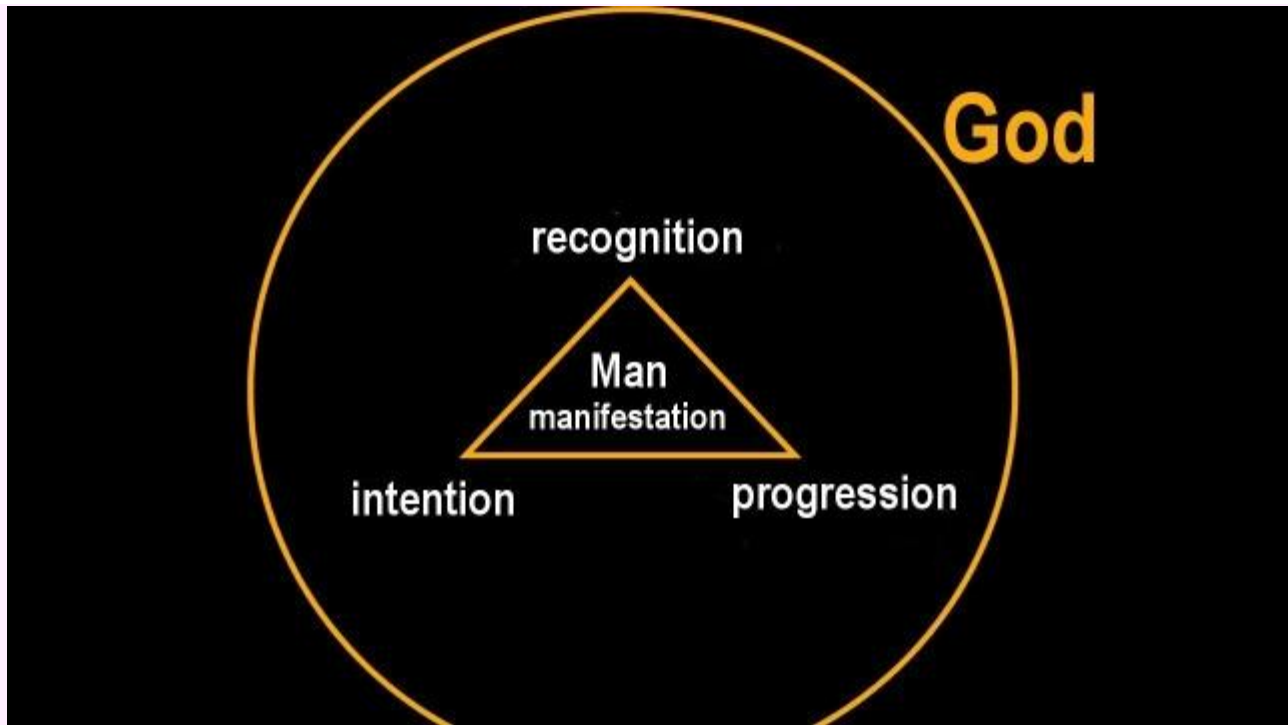 God
recognition
Man
manifestation
intention
progression